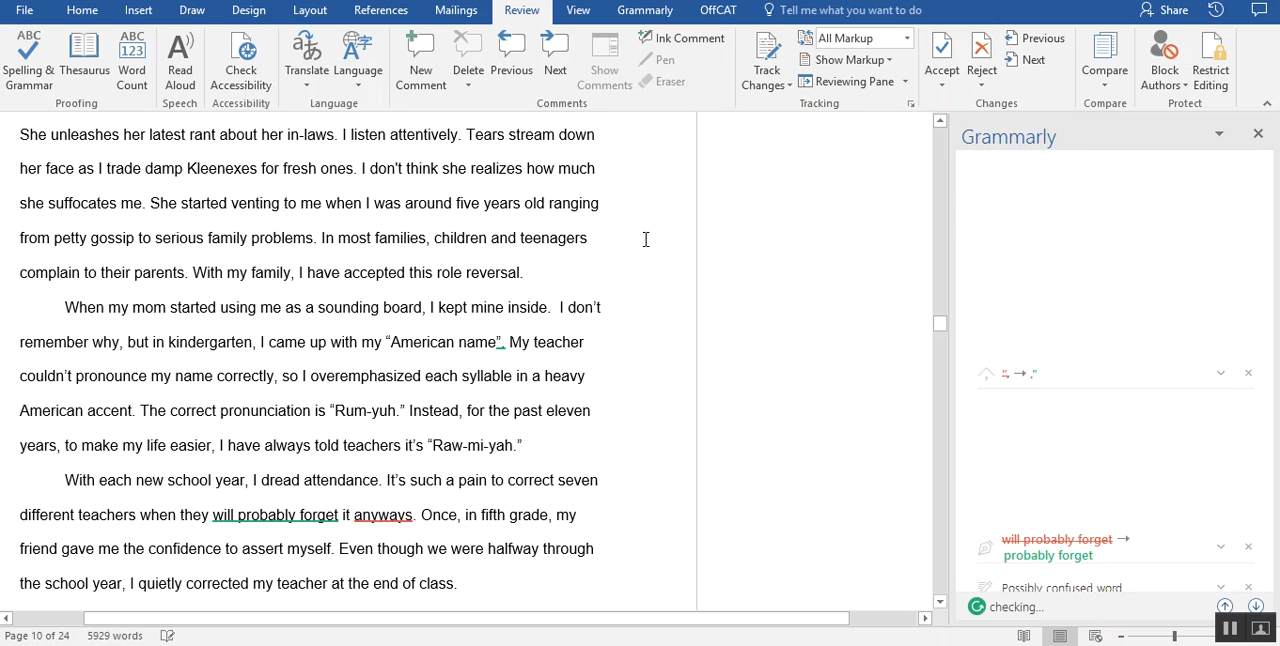 File Home Insert Draw Design Layout References Mailings Review View Grammarly OffCAT Tell me what you want to do Share
ABC ABC 123 A
Spelling & Grammar Thesaurus Word Count Read Aloud Check Accessibility Translate Language New Comment Delete Previous Next Show Comments
Ink Comment
Pen
Eraser
Track Changes
All Markup
Show Markup
Reviewing Pane
Accept Reject
Previous
Next
Compare Block Authors Restrict Editing
Proofing Speech Accessibility Language Comments Tracking Changes Compare Protect
She unleashes her latest rant about her in-laws. I listen attentively. Tears stream down
her face as I trade damp Kleenexes for fresh ones. I don't think she realizes how much
she suffocates me. She started venting to me when I was around five years old ranging
from petty gossip to serious family problems. In most families, children and teenagers
complain to their parents. With my family, I have accepted this role reversal.
When my mom started using me as a sounding board, I kept mine inside.  I don’t
remember why, but in kindergarten, I came up with my “American name”. My teacher
couldn’t pronounce my name correctly, so I overemphasized each syllable in a heavy
American accent. The correct pronunciation is “Rum-yuh.” Instead, for the past eleven
years, to make my life easier, I have always told teachers it’s “Raw-mi-yah.”
With each new school year, I dread attendance. It’s such a pain to correct seven
different teachers when they will probably forget it anyways. Once, in fifth grade, my
friend gave me the confidence to assert myself. Even though we were halfway through
the school year, I quietly corrected my teacher at the end of class.
Grammarly
”. → .”
will probably forget →
probably forget
Possibly confused word
checking...
Page 10 of 24 5929 words